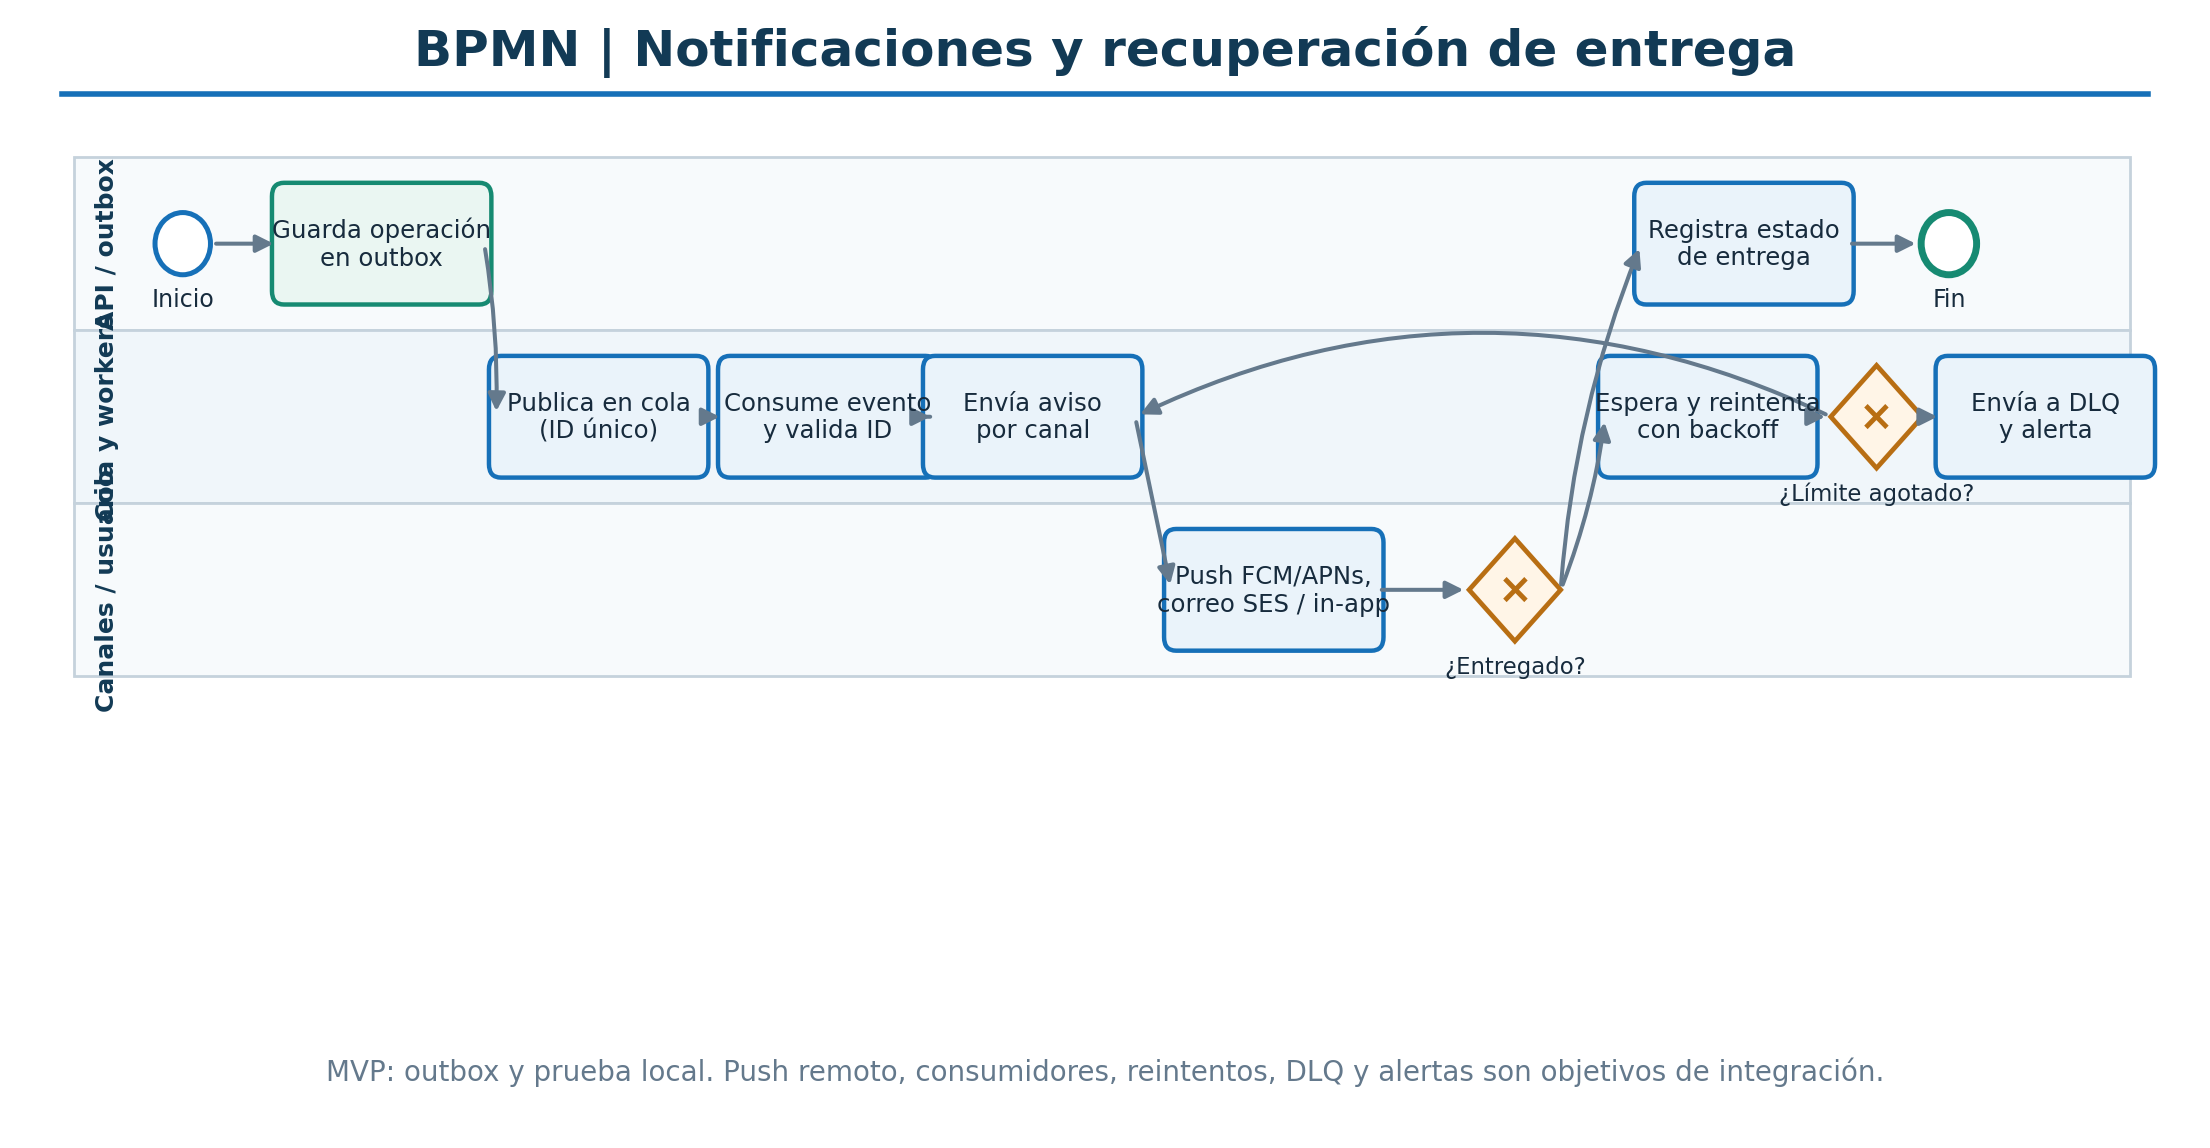 BPMN | Notificaciones y recuperación de entrega
API / outbox
Inicio
Guarda operación
en outbox
Registra estado
de entrega
Fin
y workers
Publica en cola
(ID único)
Consume evento
y valida ID
Envía aviso
por canal
Espera y reintenta
con backoff
¿Límite agotado?
Envía a DLQ
y alerta
Canales / usuario
Push FCM/APNs,
correo SES / in-app
¿Entregado?
MVP: outbox y prueba local. Push remoto, consumidores, reintentos, DLQ y alertas son objetivos de integración.